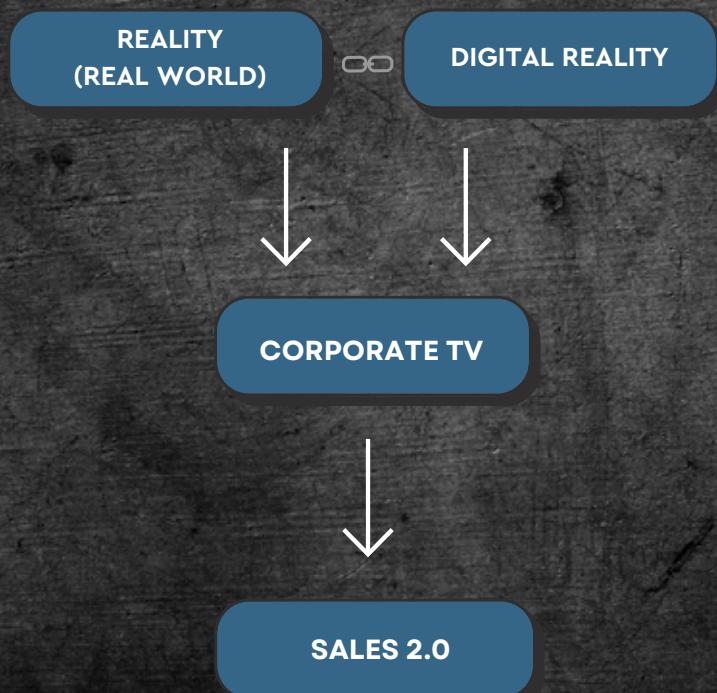 REALITY
(REAL WORLD)
DIGITAL REALITY
CORPORATE TV
SALES 2.0